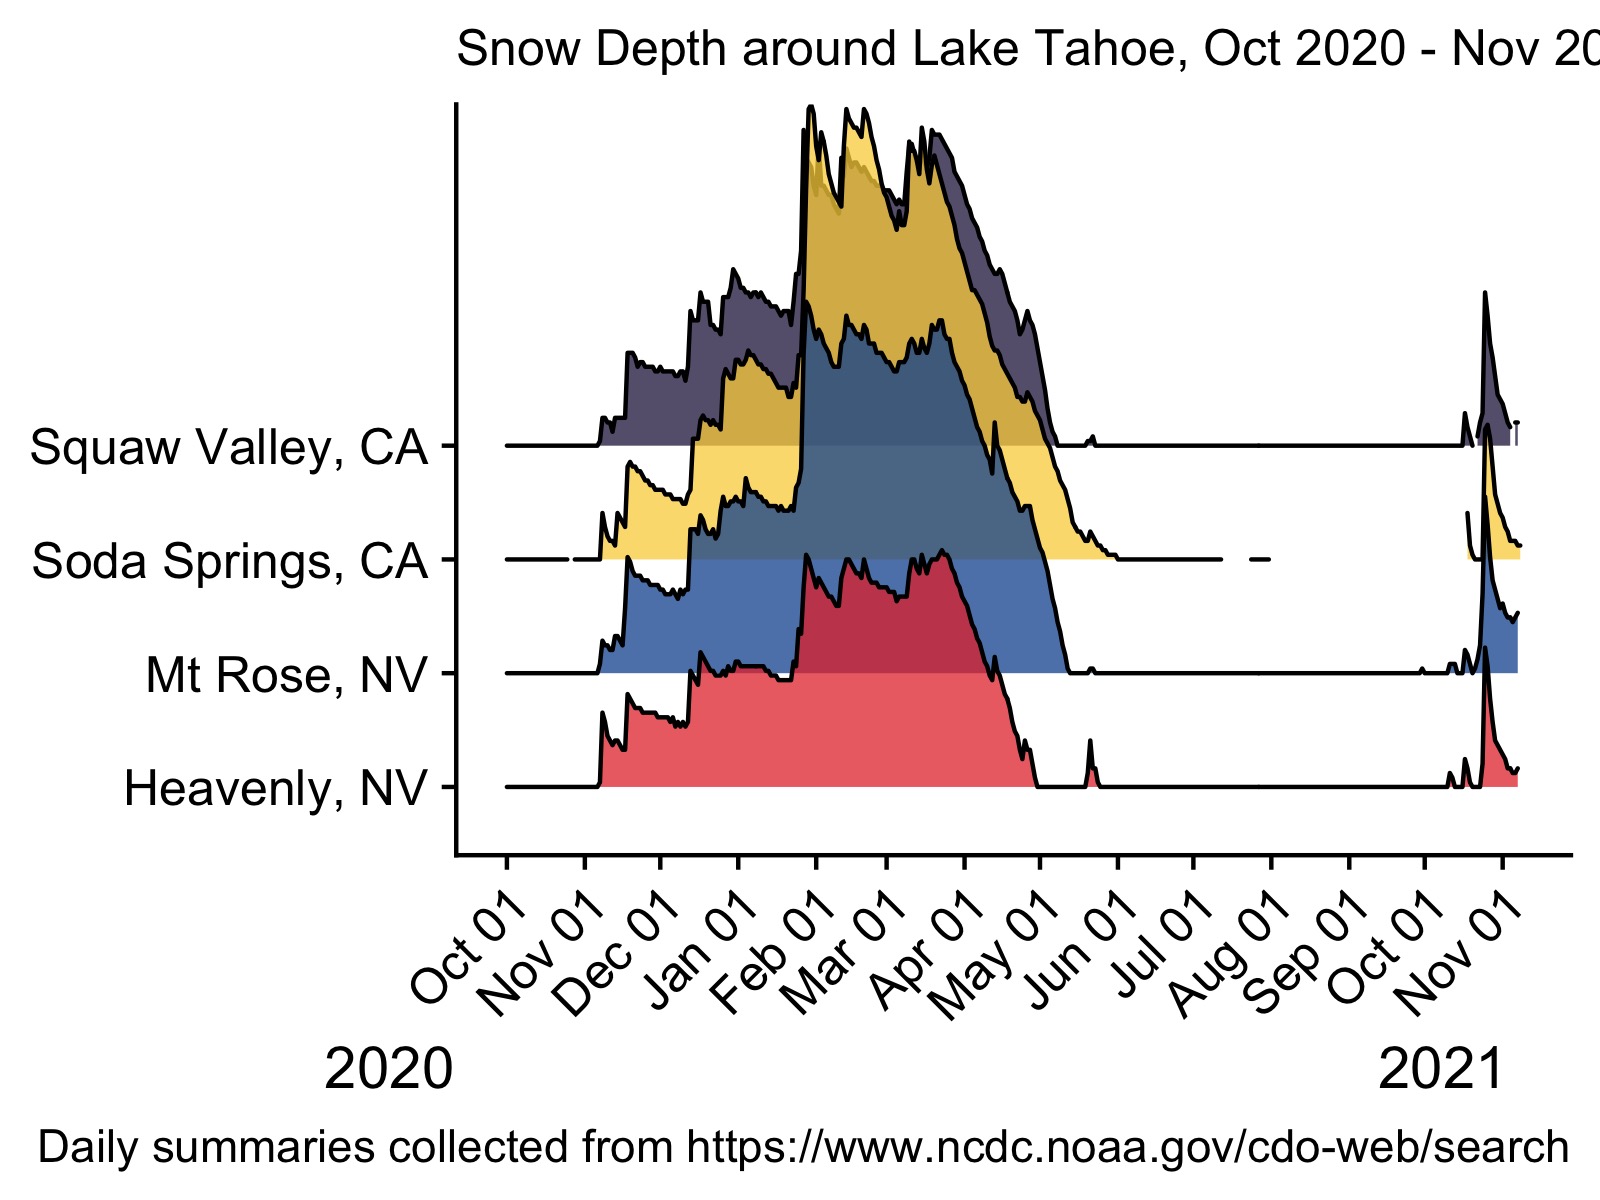 Snow Depth around Lake Tahoe, Oct 2020 - Nov 20
Squaw Valley, CA
Soda Springs, CA
Mt Rose, NV
Heavenly, NV
Oct 01
Nov 01
Dec 01
Jan 01
Feb 01
Mar 01
Apr 01
May 01
Jun 01
Jul 01
Aug 01
Sep 01
Oct 01
Nov 01
2020
2021
Daily summaries collected from https://www.ncdc.noaa.gov/cdo-web/search